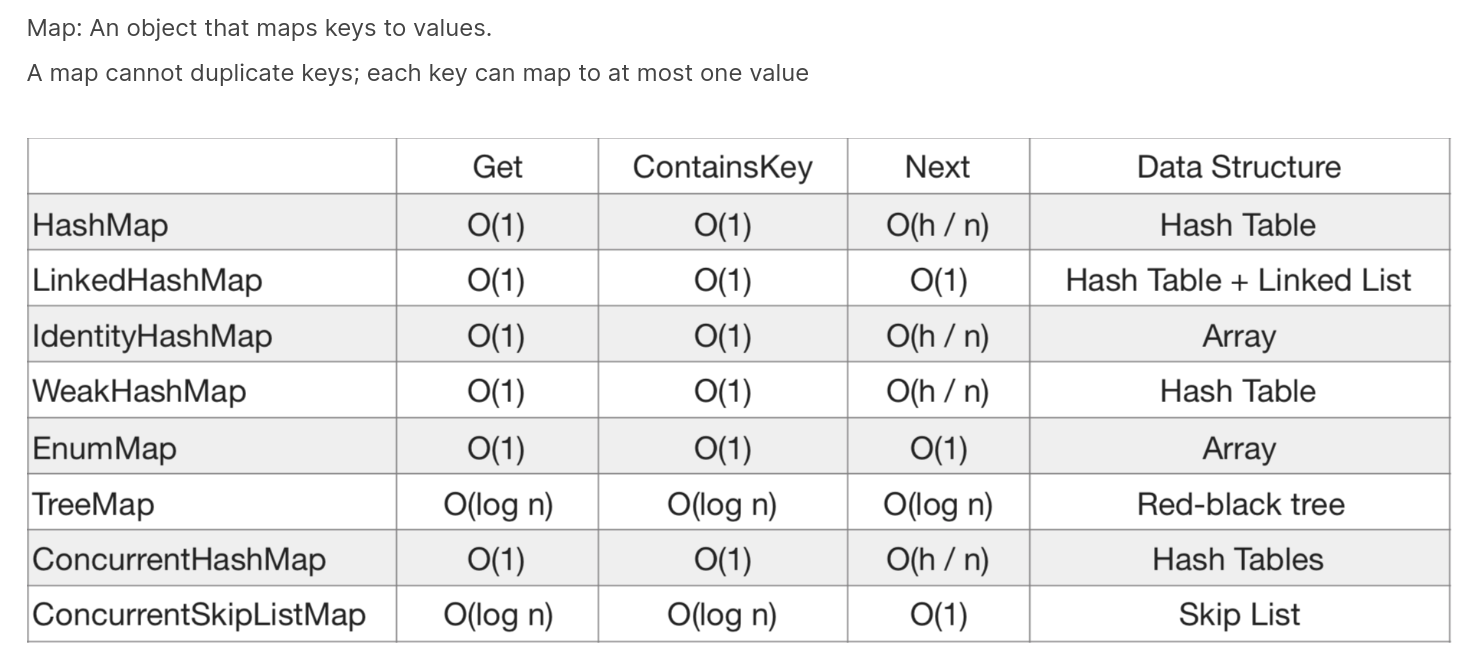 Map: An object that maps keys to values.
A map cannot duplicate keys; each key can map to at most one value
Get ContainsKey Next Data Structure
HashMap O(1) O(1) O(h / n) Hash Table
LinkedHashMap O(1) O(1) O(1) Hash Table + Linked List
IdentityHashMap O(1) O(1) O(h / n) Array
WeakHashMap O(1) O(1) O(h / n) Hash Table
EnumMap O(1) O(1) O(1) Array
TreeMap O(log n) O(log n) O(log n) Red-black tree
ConcurrentHashMap O(1) O(1) O(h / n) Hash Tables
ConcurrentSkipListMap O(log n) O(log n) O(1) Skip List